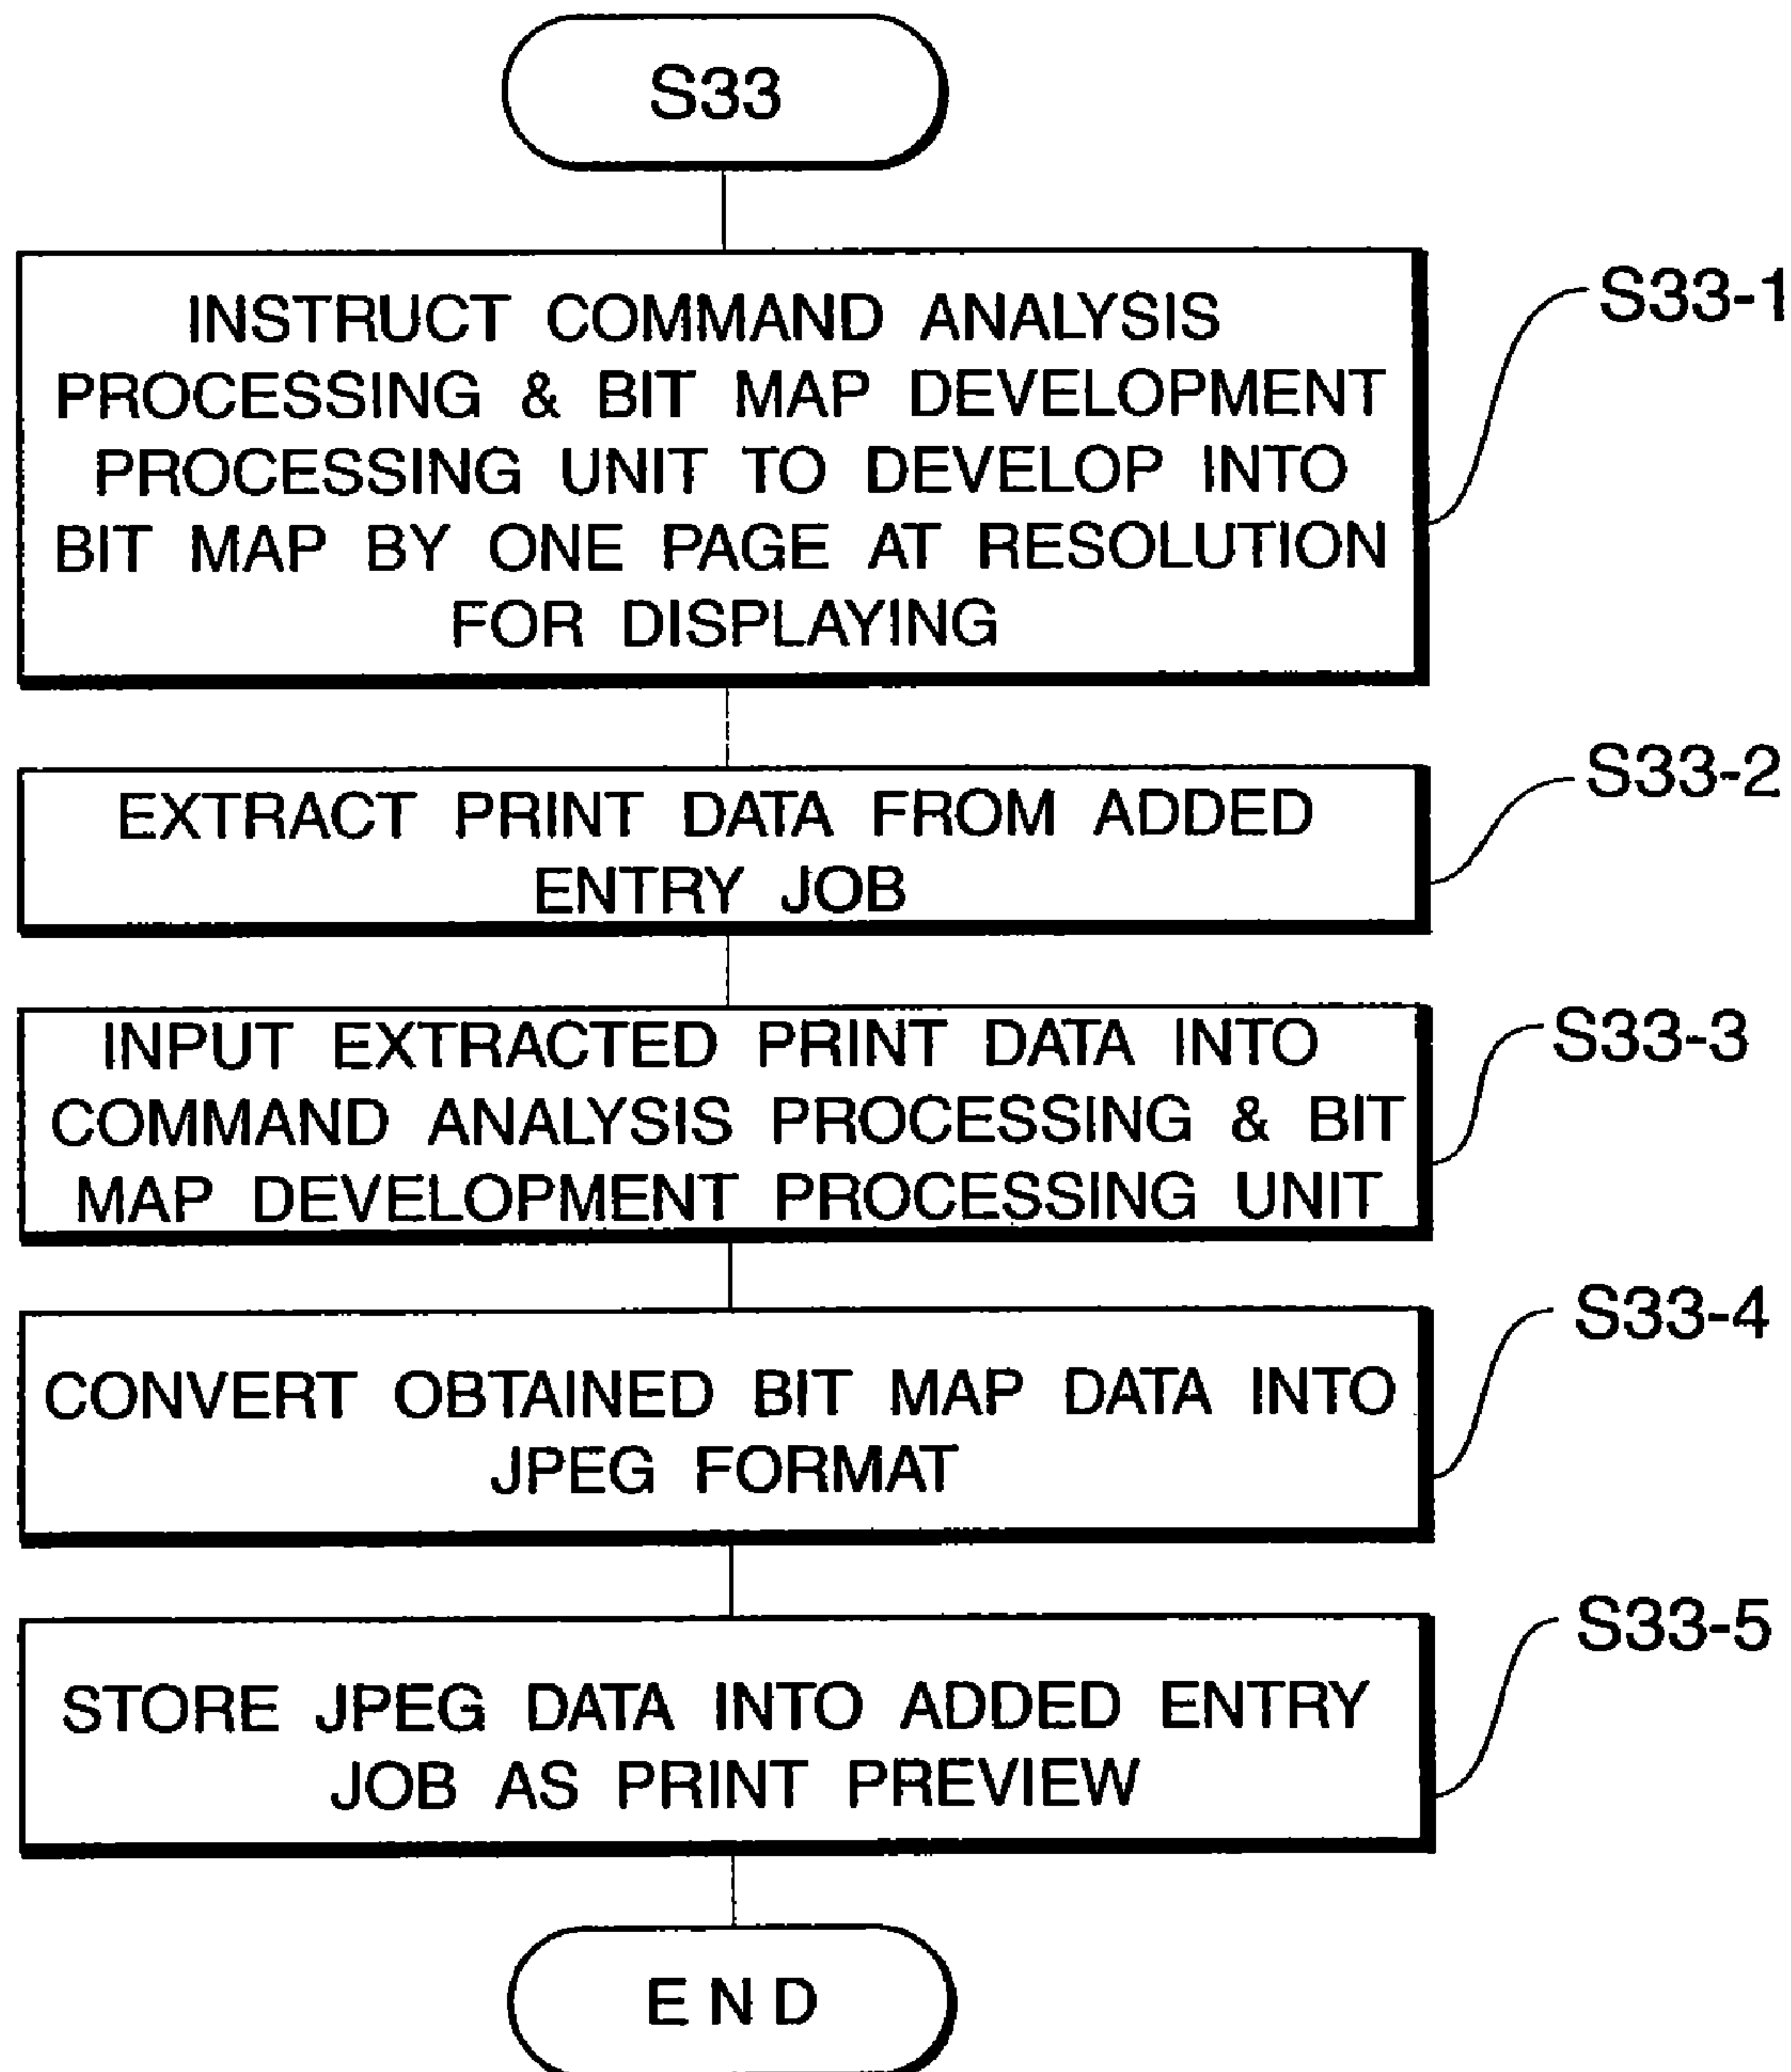 S33
INSTRUCT COMMAND ANALYSIS
PROCESSING & BIT MAP DEVELOPMENT
PROCESSING UNIT TO DEVELOP INTO
BIT MAP BY ONE PAGE AT RESOLUTION
FOR DISPLAYING
S33-1
EXTRACT PRINT DATA FROM ADDED
ENTRY JOB
S33-2
INPUT EXTRACTED PRINT DATA INTO
COMMAND ANALYSIS PROCESSING & BIT
MAP DEVELOPMENT PROCESSING UNIT
S33-3
CONVERT OBTAINED BIT MAP DATA INTO
JPEG FORMAT
S33-4
STORE JPEG DATA INTO ADDED ENTRY
JOB AS PRINT PREVIEW
S33-5
END